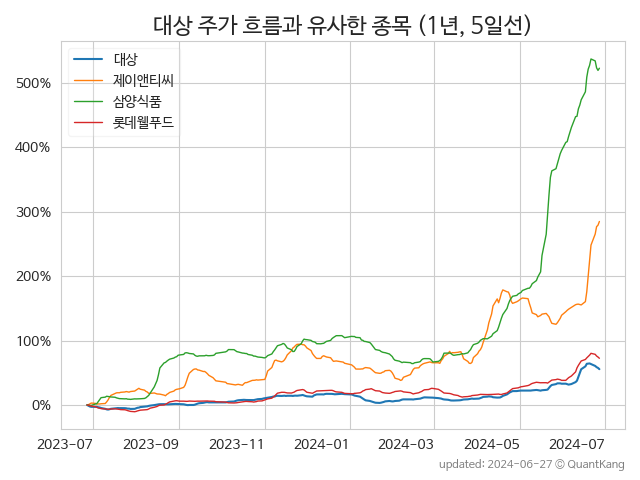 대상 주가 흐름과 유사한 종목 (1년, 5일선)
대상
제이앤티씨
삼양식품
롯데웰푸드
500%
400%
300%
200%
100%
0%
2023-07 2023-09 2023-11 2024-01 2024-03 2024-05 2024-07
updated: 2024-06-27 © QuantKang